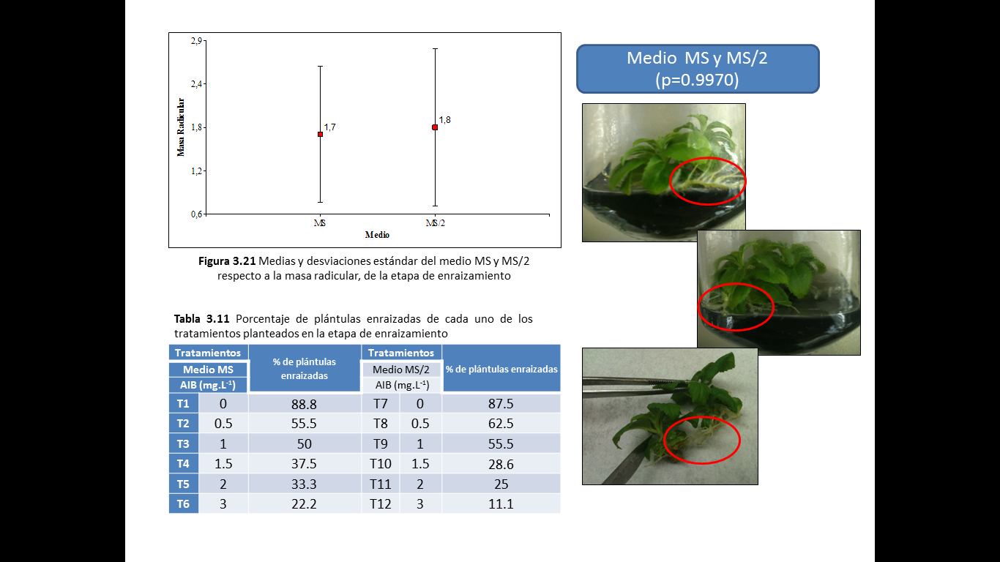 2,9
2,4
1,8
1,2
0,6
Masa Radicular
1,7
1,8
MS
MS/2
Medio
Figura 3.21 Medias y desviaciones estándar del medio MS y MS/2
respecto a la masa radicular, de la etapa de enraizamiento
Medio MS y MS/2
(p=0.9970)
Tabla 3.11 Porcentaje de plántulas enraizadas de cada uno de los
tratamientos planteados en la etapa de enraizamiento
Tratamientos % de plántulas enraizadas Tratamientos % de plántulas enraizadas
Medio MS Medio MS/2
AIB (mg.L-1) AIB (mg.L-1)
T1 0 88.8 T7 0 87.5
T2 0.5 55.5 T8 0.5 62.5
T3 1 50 T9 1 55.5
T4 1.5 37.5 T10 1.5 28.6
T5 2 33.3 T11 2 25
T6 3 22.2 T12 3 11.1